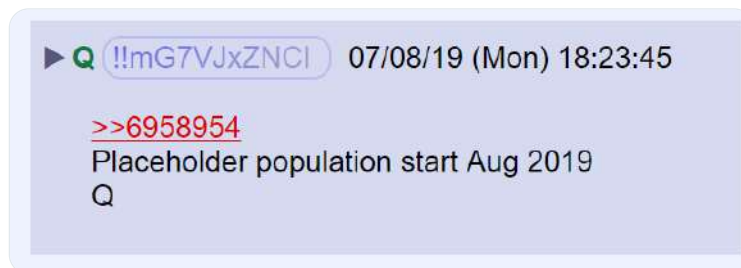 ▶ Q !!mG7VJxZNCI 07/08/19 (Mon) 18:23:45
>>6958954
Placeholder population start Aug 2019
Q